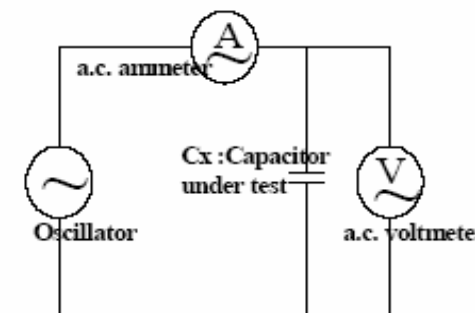 A
a.c. ammeter
Cx :Capacitor
under test
V
Oscillator
a.c. voltmete